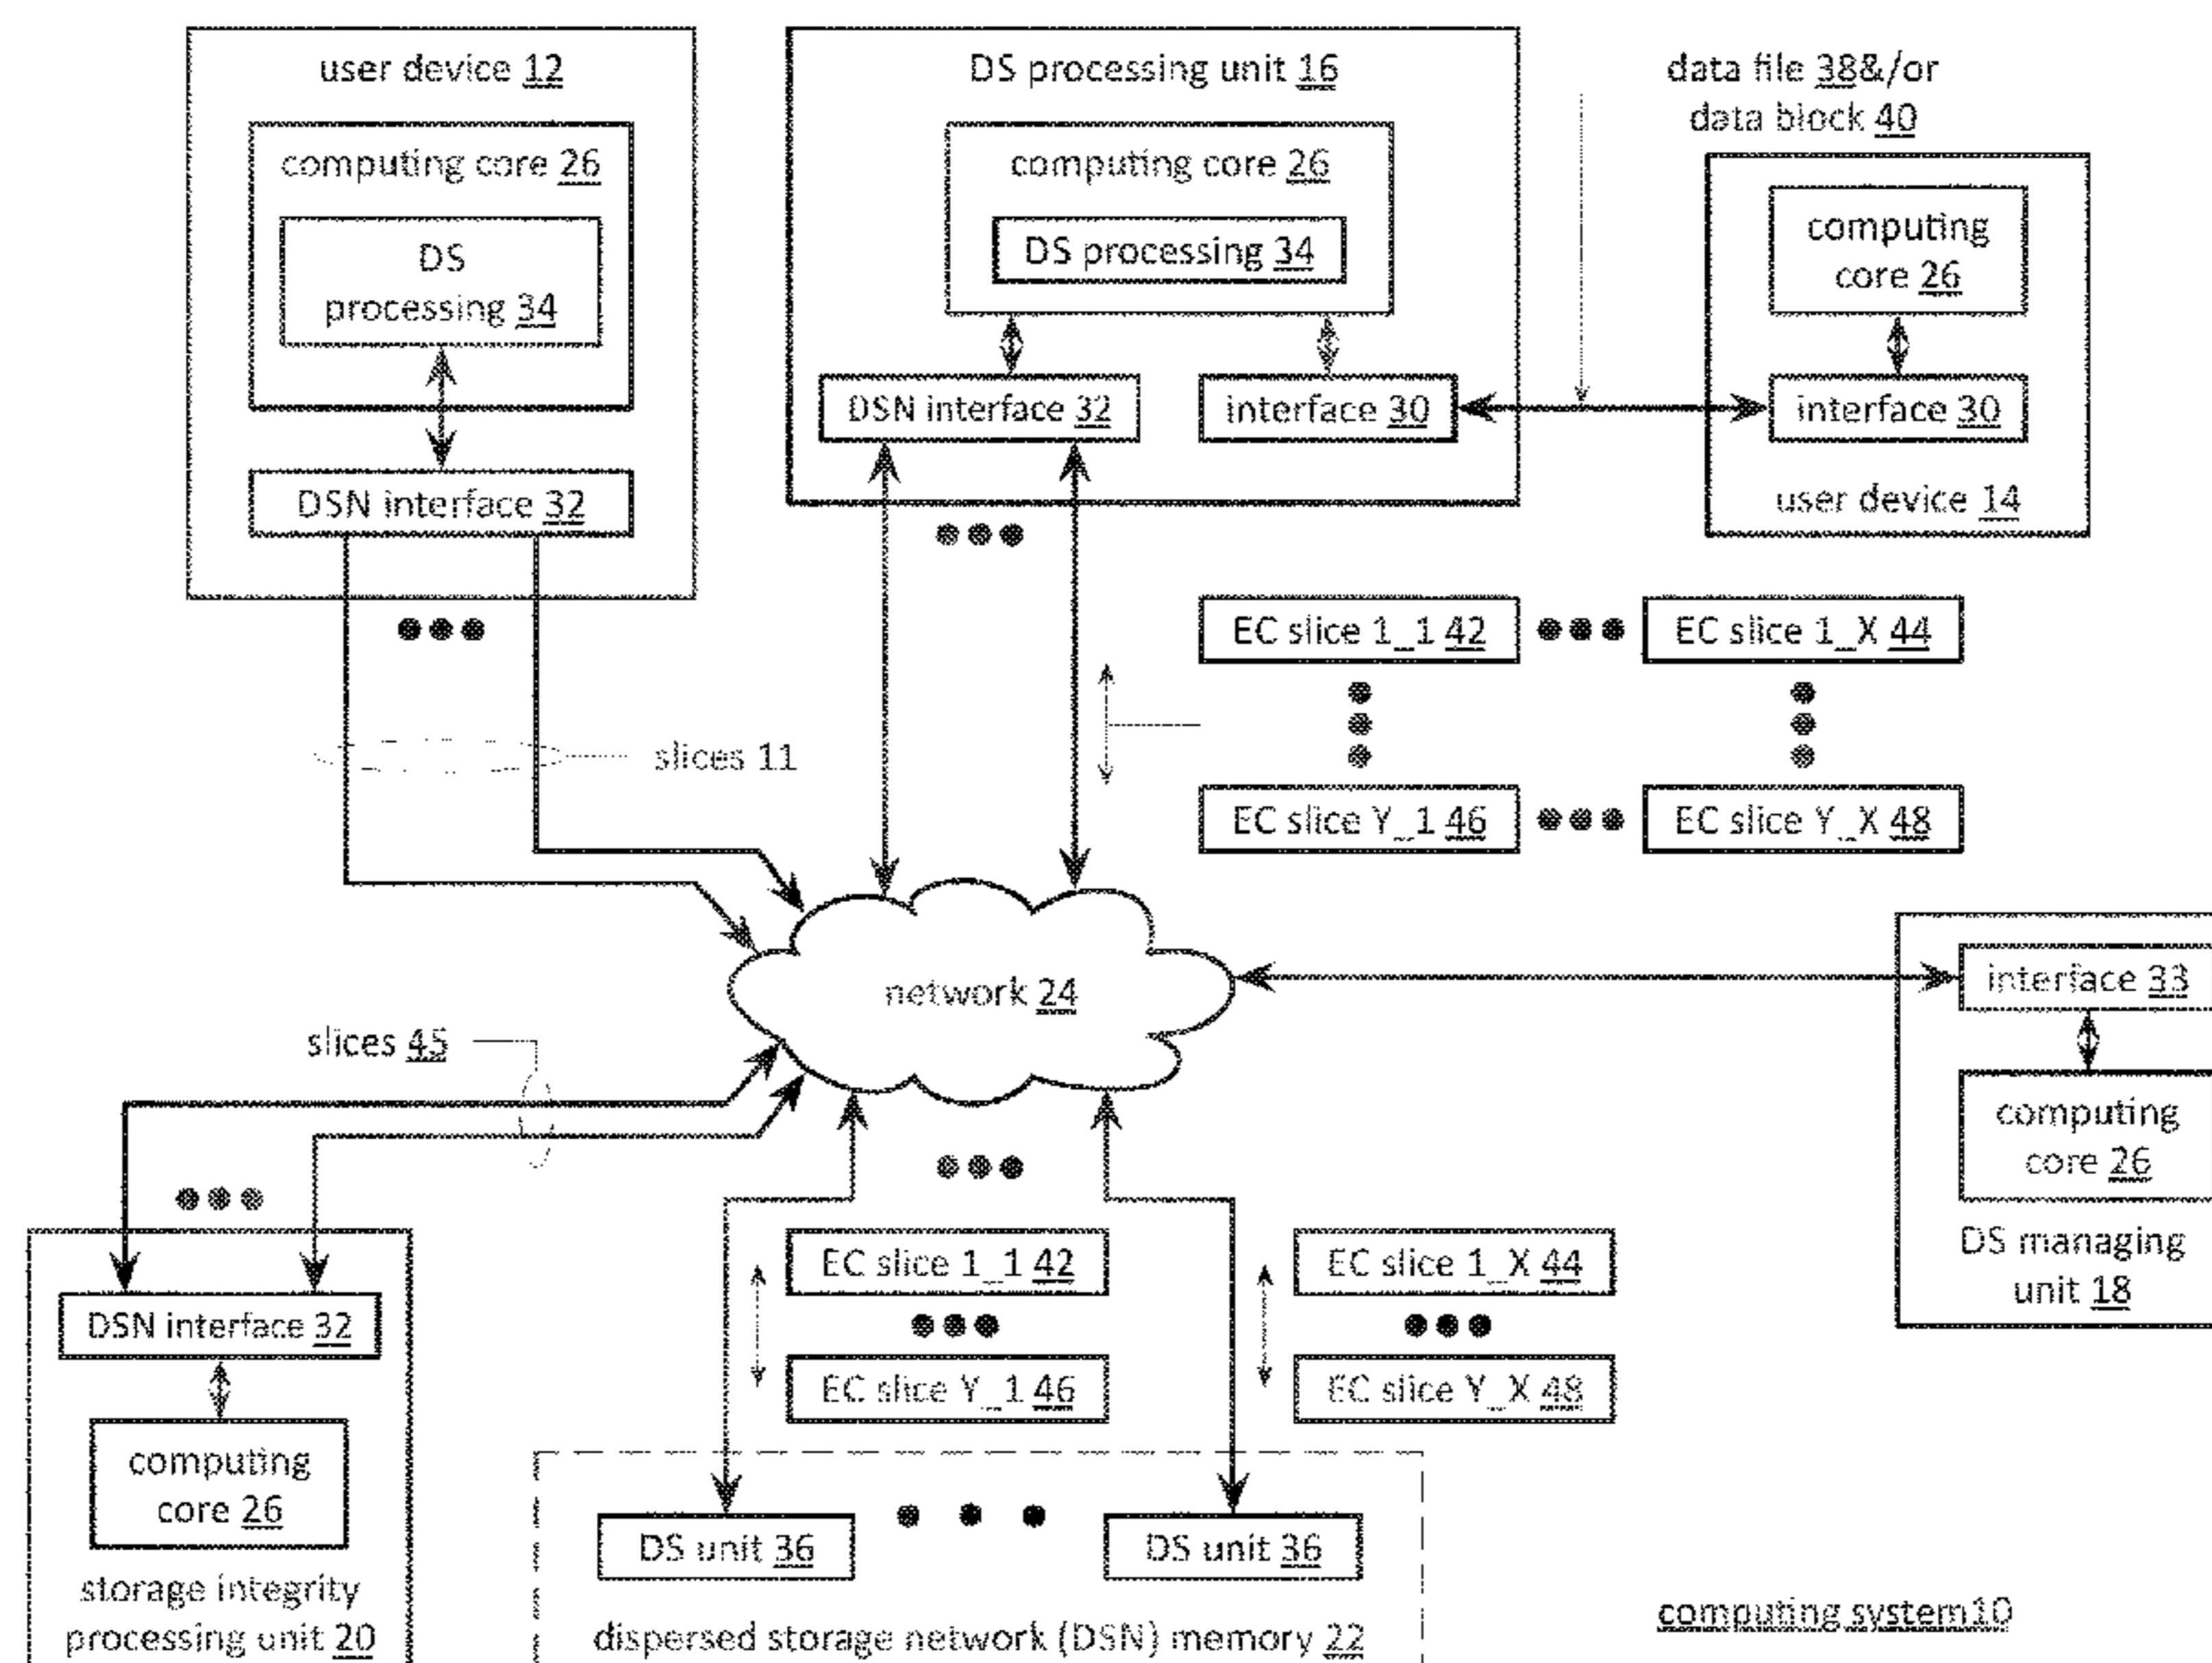 user device 12
computing core 26
DS
processing 34
DSN interface 32
DS processing unit 16
computing core 26
DS processing 34
DSN interface 32
interface 30
data file 38&/or
data block 40
computing
core 26
interface 30
user device 14
slices 11
EC slice 1_1 42
EC slice 1_X 44
EC slice Y_1 46
EC slice Y_X 48
network 24
interface 33
computing
core 26
DS managing
unit 18
slices 45
DSN interface 32
computing
core 26
storage integrity
processing unit 20
EC slice 1_1 42
EC slice 1_X 44
EC slice Y_1 46
EC slice Y_X 48
DS unit 36
DS unit 36
dispersed storage network (DSN) memory 22
computing system 10